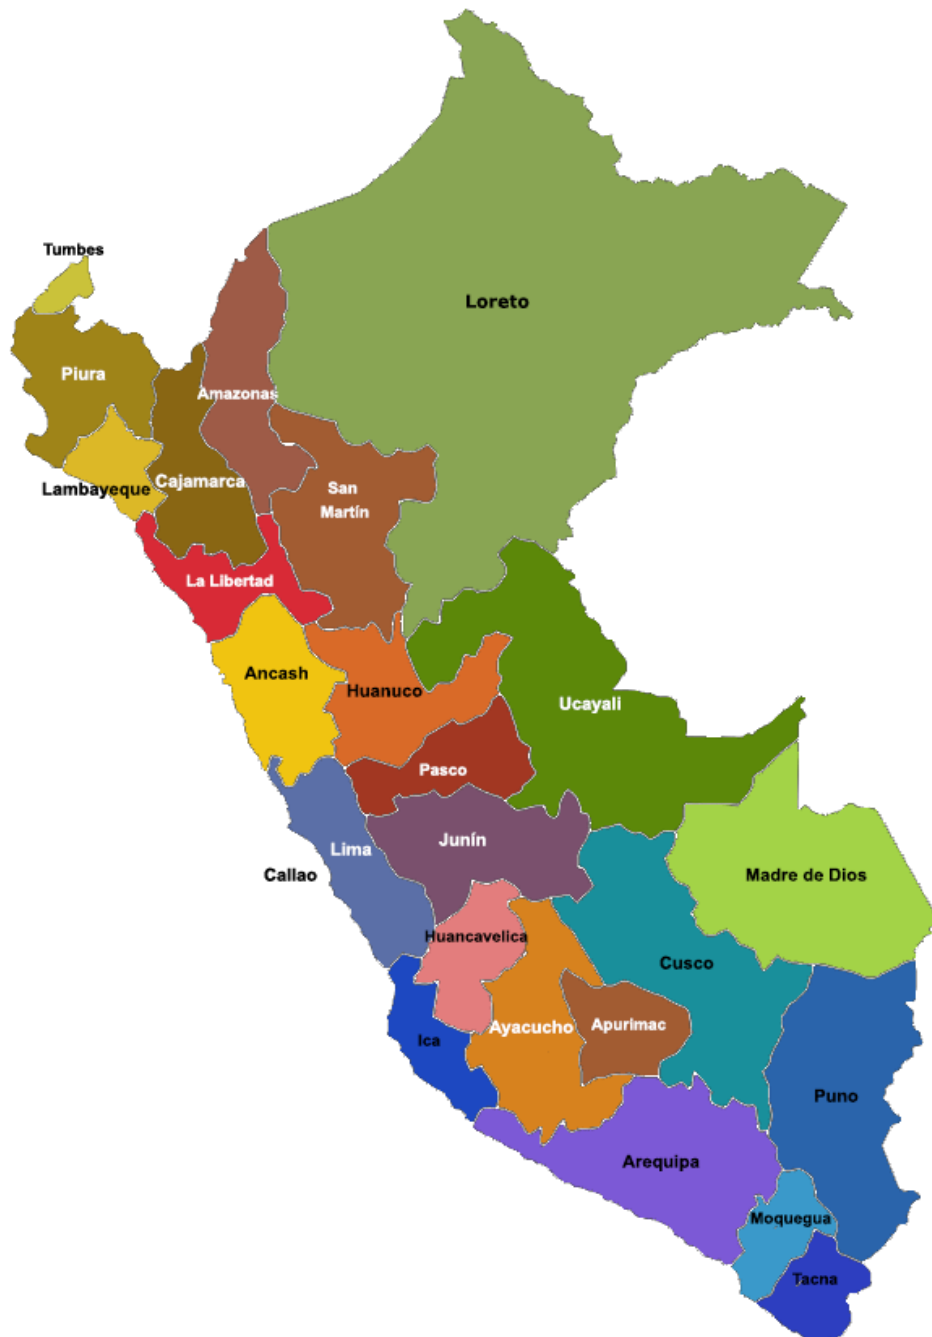 Tumbes
Loreto
Piura
Amazonas
Cajamarca
Lambayeque
San
Martín
La Libertad
Ancash
Huanuco
Ucayali
Pasco
Junín
Lima
Callao
Madre de Dios
Huancavelica
Cusco
Ayacucho
Apurimac
Ica
Puno
Arequipa
Moquegua
Tacna